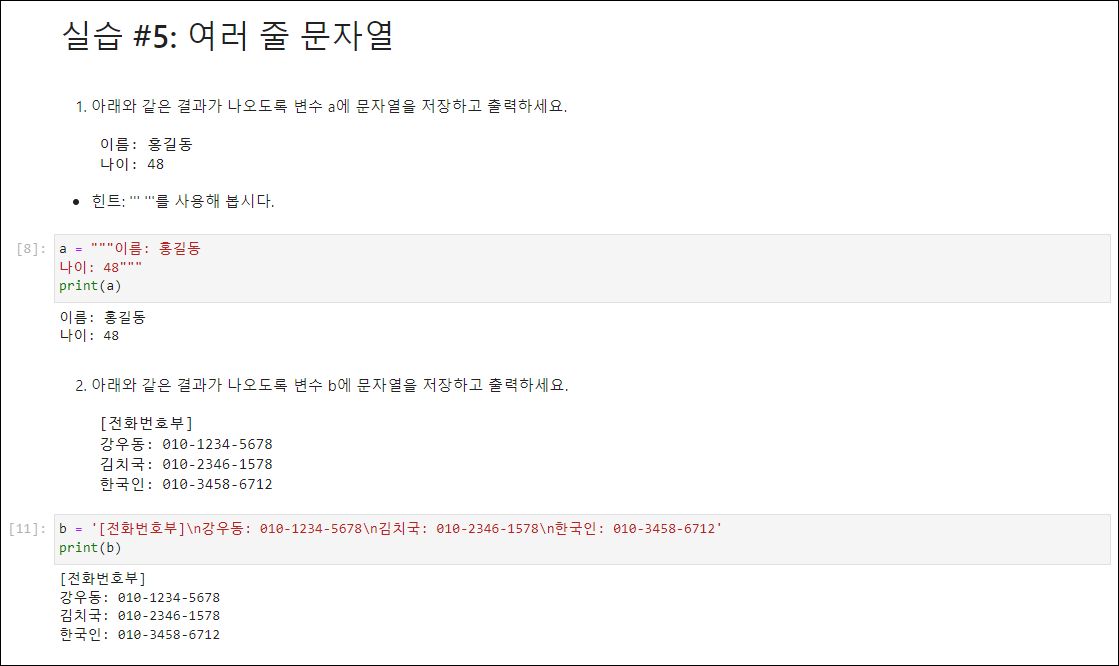 실습 #5: 여러 줄 문자열
1. 아래와 같은 결과가 나오도록 변수 a에 문자열을 저장하고 출력하세요.
이름: 홍길동
나이: 48
• 힌트: ''' '''를 사용해 봅시다.
[8]: a = """이름: 홍길동
나이: 48"""
print(a)
이름: 홍길동
나이: 48
2. 아래와 같은 결과가 나오도록 변수 b에 문자열을 저장하고 출력하세요.
[전화번호부]
강우동: 010-1234-5678
김치국: 010-2346-1578
한국인: 010-3458-6712
[11]: b = '[전화번호부]\n강우동: 010-1234-5678\n김치국: 010-2346-1578\n한국인: 010-3458-6712'
print(b)
[전화번호부]
강우동: 010-1234-5678
김치국: 010-2346-1578
한국인: 010-3458-6712